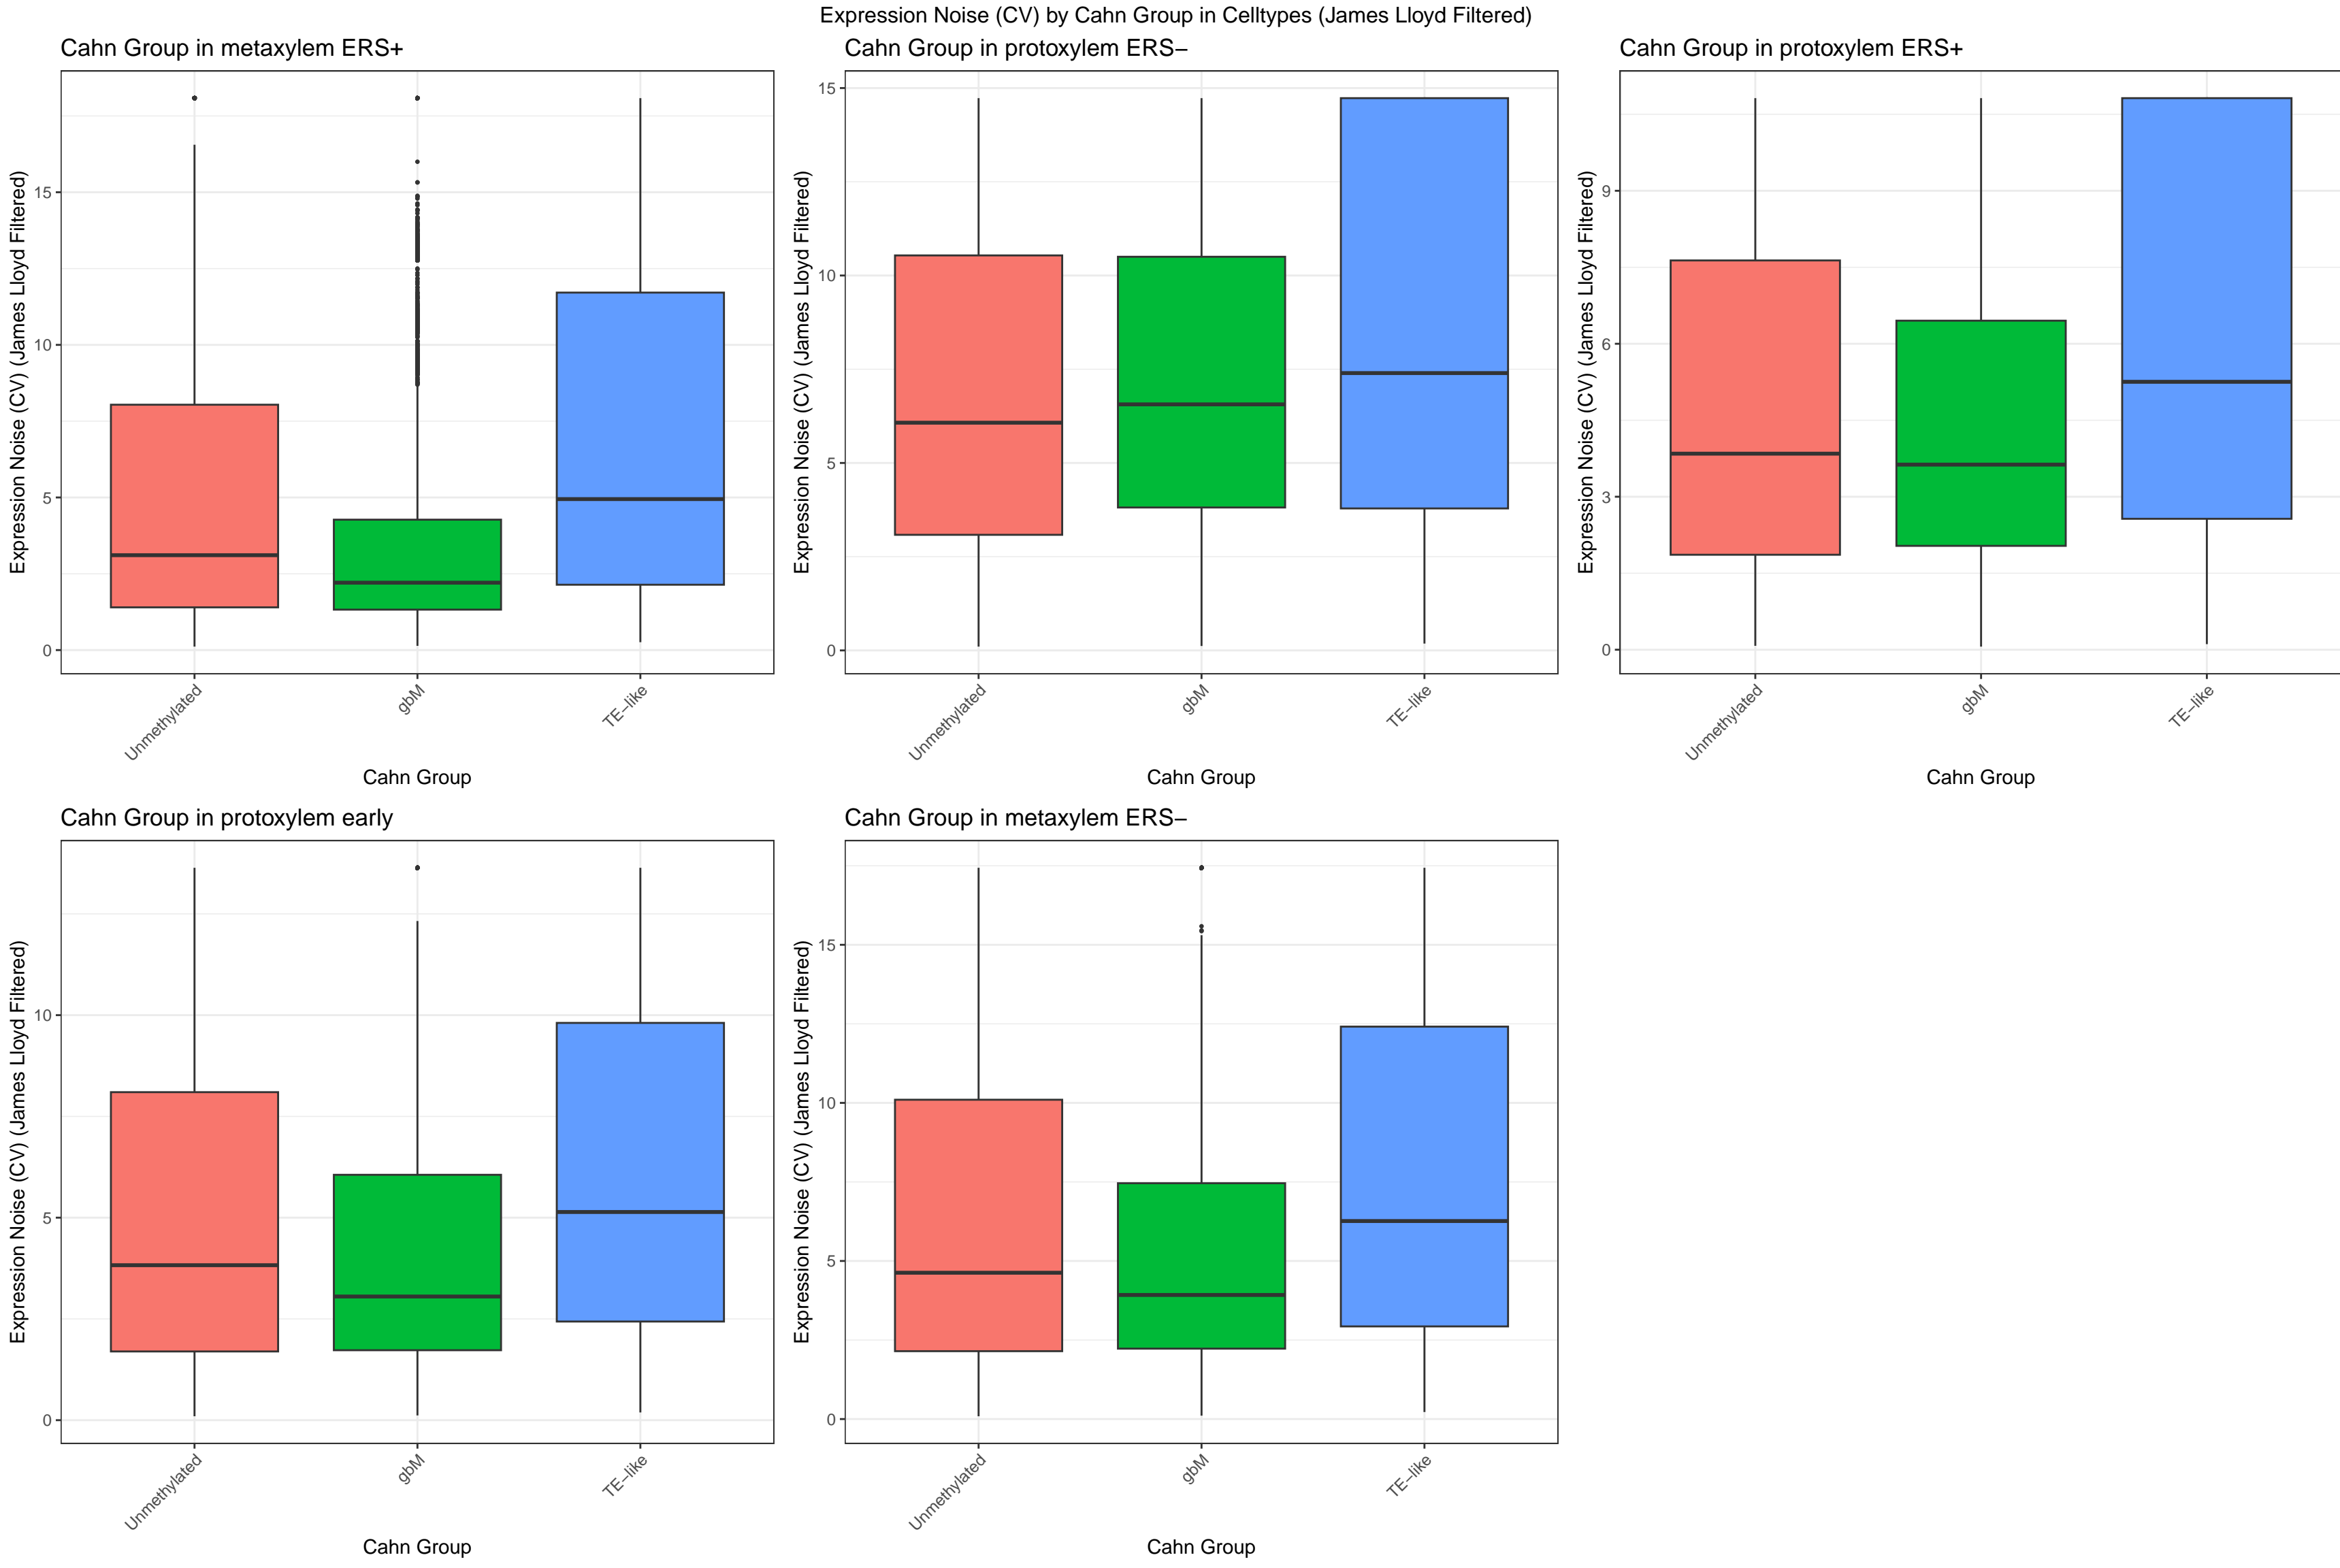 Expression Noise (CV) by Cahn Group in Celltypes (James Lloyd Filtered)
Cahn Group in metaxylem ERS+
Expression Noise (CV) (James Lloyd Filtered)
15
10
5
0
Unmethylated
gbM
TE−like
Cahn Group
Cahn Group in protoxylem ERS−
Expression Noise (CV) (James Lloyd Filtered)
15
10
5
0
Unmethylated
gbM
TE−like
Cahn Group
Cahn Group in protoxylem ERS+
Expression Noise (CV) (James Lloyd Filtered)
9
6
3
0
Unmethylated
gbM
TE−like
Cahn Group
Cahn Group in protoxylem early
Expression Noise (CV) (James Lloyd Filtered)
10
5
0
Unmethylated
gbM
TE−like
Cahn Group
Cahn Group in metaxylem ERS−
Expression Noise (CV) (James Lloyd Filtered)
15
10
5
0
Unmethylated
gbM
TE−like
Cahn Group